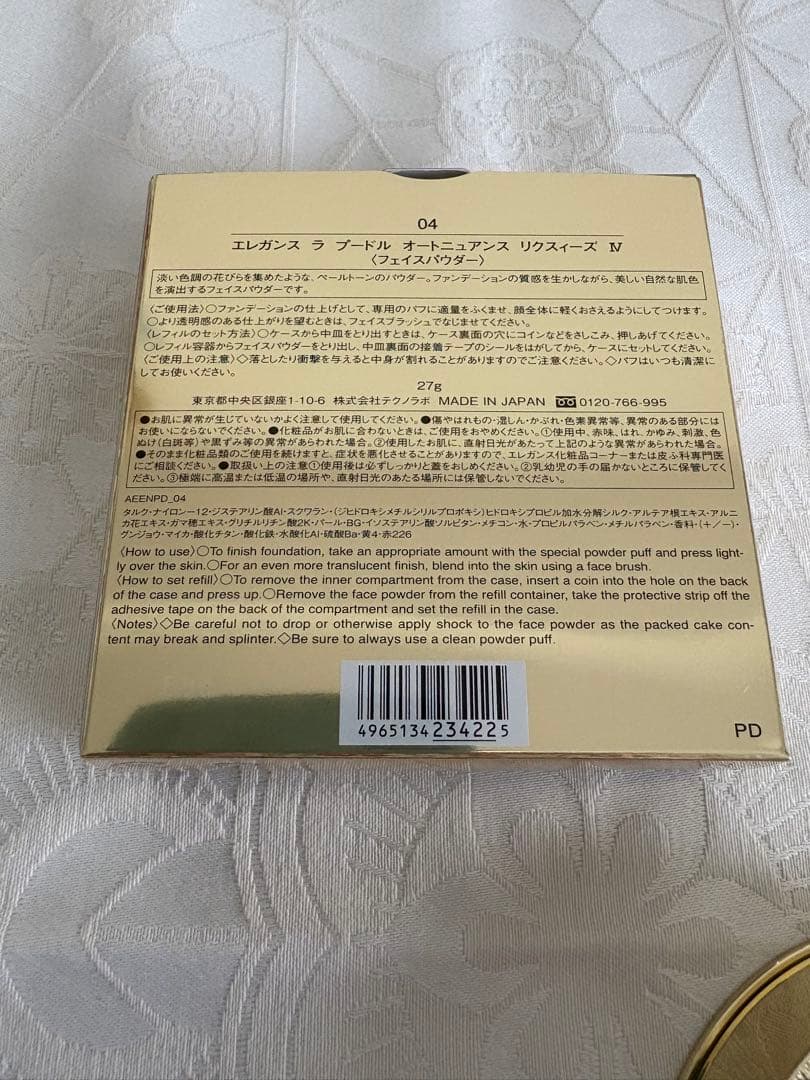 04
エレガンス ラ プードル オートニュアンス リクスィーズ Ⅳ
〈フェイスパウダー〉
淡い色調の花びらを集めたような、ペールトーンのパウダー。ファンデーションの質感を生かしながら、美しい自然な肌色
を演出するフェイスパウダーです。
〈ご使用法〉○ファンデーションの仕上げとして、専用のパフに適量をふくませ、顔全体に軽くおさえるようにしてつけます。
○より透明感のある仕上がりを望むときは、フェイスブラッシュでなじませてください。
〈レフィルのセット方法〉○ケースから中皿をとり出すときは、ケース裏面の穴にコインなどをさしこみ、押しあげてください。
○レフィル容器からフェイスパウダーをとり出し、中皿裏面の接着テープのシールをはがしてから、ケースにセットしてください。
〈ご使用上の注意〉◇落としたり衝撃を与えると中身が割れることがありますのでご注意ください。◇パフはいつも清潔に
してお使いください。
27g
東京都中央区銀座1-10-6 株式会社テクノラボ MADE IN JAPAN 0120-766-995
●お肌に異常が生じていないかよく注意して使用してください。●傷やはれもの・湿しん・かぶれ・色素異常等、異常のある部分には
お使いにならないでください。●化粧品がお肌に合わないときは、ご使用をおやめください。①使用中、赤味、はれ、かゆみ、刺激、色
ぬけ(白斑等)や黒ずみ等の異常があらわれた場合。②使用したお肌に、直射日光があたって上記のような異常があらわれた場合。
●そのまま化粧品類のご使用を続けますと、症状を悪化させることがありますので、エレガンス化粧品コーナーまたは皮ふ科専門医
にご相談ください。●取扱い上の注意①使用後は必ずしっかりと蓋をおしめください。②乳幼児の手の届かないところに保管してく
ださい。③極端に高温または低温の場所や、直射日光のあたる場所には保管しないでください。
AEENPD_04
タルク・ナイロン-12・ジステアリン酸Al・スクワラン・(ジヒドロキシメチルシリルプロポキシ)ヒドロキシプロピル加水分解シルク・アルテア根エキス・アルニ
カ花エキス・ガマ穂エキス・グリチルリチン酸2K・パール・BG・イソステアリン酸ソルビタン・メチコン・水・プロピルパラベン・メチルパラベン・香料・(+/-)・
グンジョウ・マイカ・酸化チタン・酸化鉄・水酸化Al・硫酸Ba・黄4・赤226
〈How to use〉○To finish foundation, take an appropriate amount with the special powder puff and press light-
ly over the skin.○For an even more translucent finish, blend into the skin using a face brush.
〈How to set refill〉○To remove the inner compartment from the case, insert a coin into the hole on the back
of the case and press up.○Remove the face powder from the refill container, take the protective strip off the
adhesive tape on the back of the compartment and set the refill in the case.
〈Notes〉◇Be careful not to drop or otherwise apply shock to the face powder as the packed cake con-
tent may break and splinter.◇Be sure to always use a clean powder puff.
4965134234225
PD